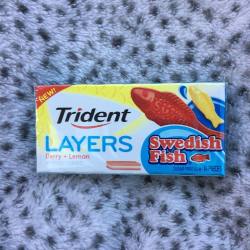 NEW!
Trident
LAYERS
Berry + Lemon
Swedish
Fish